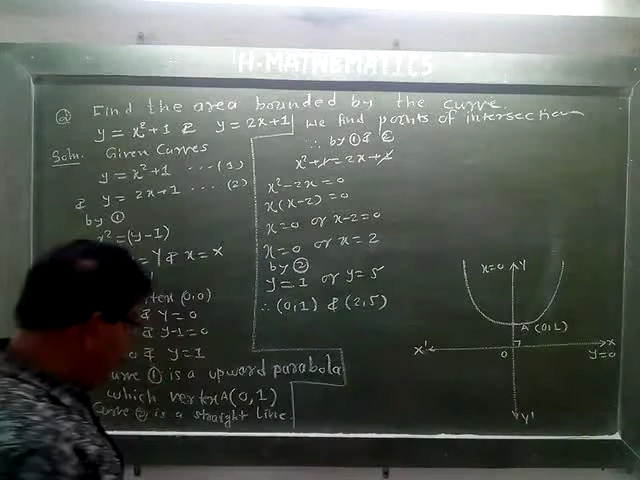 H-MATHEMATICS
Q Find the area bounded by the curve.
y = x²+1 & y = 2x+1
Soln. Given Curves
y = x²+1 ---- (1)
& y = 2x+1 --- (2)
by ①
x² = (y-1)
= Y & x = X
(0,0)
& Y = 0
& y-1=0
& y=1
① is a upward parabola
which vertex A(0,1)
Curve ② is a straight line.
we find points of intersection
∵ by ① & ②
x²+1 = 2x+1
x²-2x=0
x(x-2)=0
x=0 or x-2=0
x=0 or x=2
by ②
y=1 or y=5
∴ (0,1) & (2,5)
x=0 Y
A (0,1)
X' O X
y=0
Y'